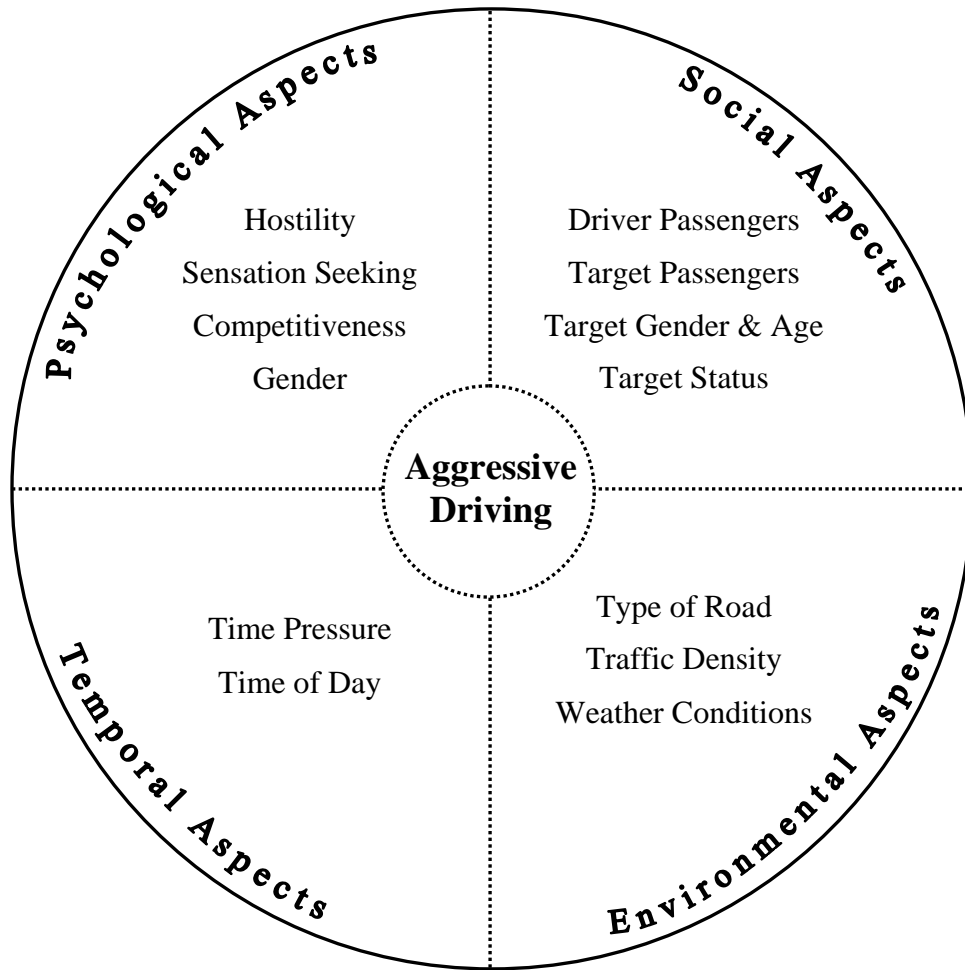 Psychological Aspects
Hostility
Sensation Seeking
Competitiveness
Gender
Social Aspects
Driver Passengers
Target Passengers
Target Gender & Age
Target Status
Aggressive
Driving
Temporal Aspects
Time Pressure
Time of Day
Environmental Aspects
Type of Road
Traffic Density
Weather Conditions